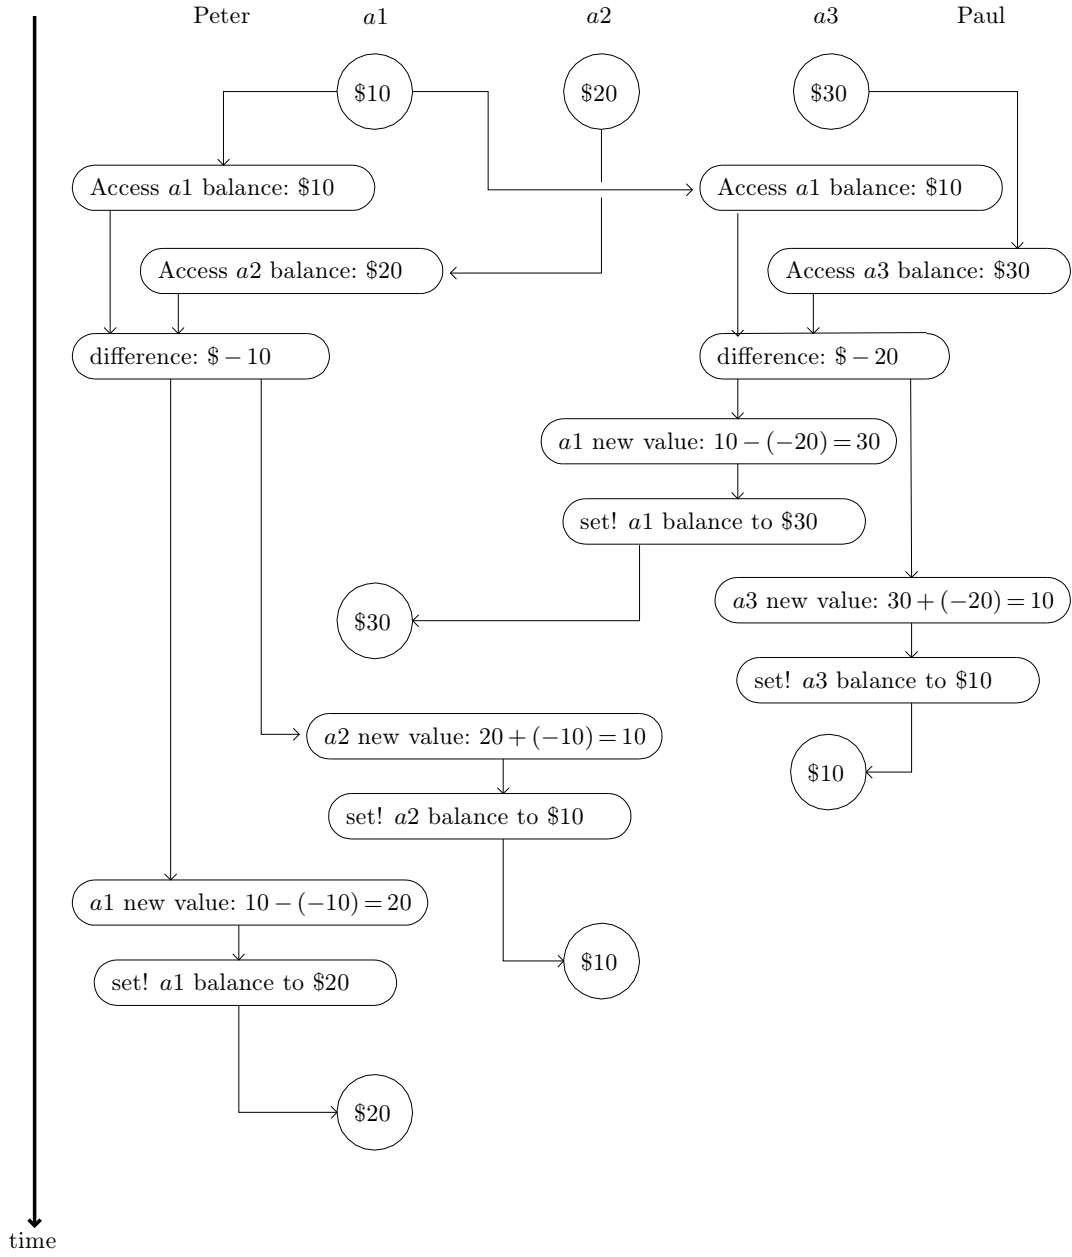 Peter a1 a2 a3 Paul
$10 $20 $30
Access a1 balance: $10 Access a1 balance: $10
Access a2 balance: $20 Access a3 balance: $30
difference: $ − 10 difference: $ − 20
a1 new value: 10 − (−20) = 30
set! a1 balance to $30
a3 new value: 30 + (−20) = 10
$30
set! a3 balance to $10
a2 new value: 20 + (−10) = 10
$10
set! a2 balance to $10
a1 new value: 10 − (−10) = 20
$10
set! a1 balance to $20
$20
time